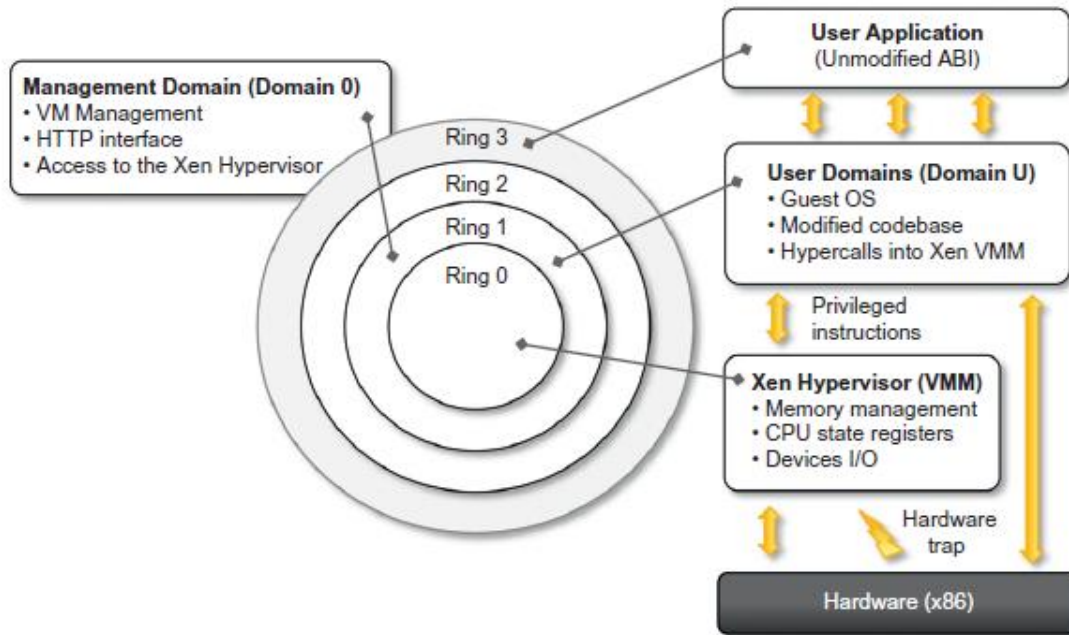 Management Domain (Domain 0)
• VM Management
• HTTP interface
• Access to the Xen Hypervisor
Ring 3
Ring 2
Ring 1
Ring 0
User Application
(Unmodified ABI)
User Domains (Domain U)
• Guest OS
• Modified codebase
• Hypercalls into Xen VMM
Privileged
instructions
Xen Hypervisor (VMM)
• Memory management
• CPU state registers
• Devices I/O
Hardware
trap
Hardware (x86)